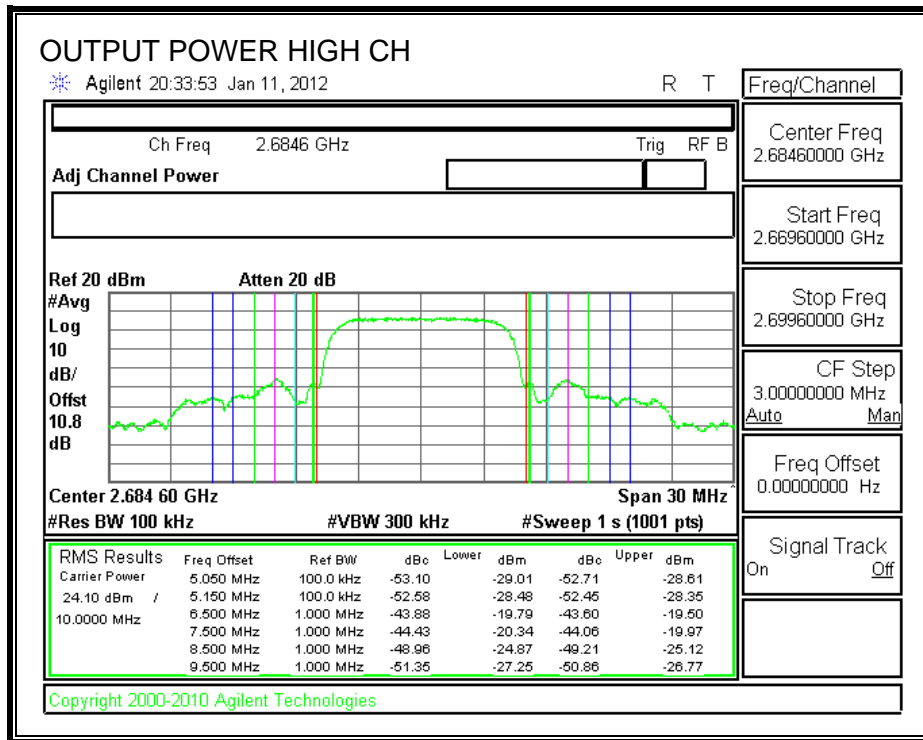 OUTPUT POWER HIGH CH
Agilent 20:33:53 Jan 11, 2012 R T
Freq/Channel
Ch Freq 2.6846 GHz Trig RF B
Adj Channel Power
Center Freq
2.68460000 GHz
Start Freq
2.66960000 GHz
Stop Freq
2.69960000 GHz
CF Step
3.00000000 MHz
Auto Man
Freq Offset
0.00000000 Hz
Signal Track
On Off
Ref 20 dBm Atten 20 dB
#Avg
Log
10
dB/
Offst
10.8
dB
Center 2.684 60 GHz Span 30 MHz
#Res BW 100 kHz #VBW 300 kHz #Sweep 1 s (1001 pts)
RMS Results Freq Offset Ref BW dBc Lower dBm dBc Upper dBm
Carrier Power 5.050 MHz 100.0 kHz -53.10 -29.01 -52.71 -28.61
24.10 dBm / 5.150 MHz 100.0 kHz -52.58 -28.48 -52.45 -28.35
10.0000 MHz 6.500 MHz 1.000 MHz -43.88 -19.79 -43.60 -19.50
7.500 MHz 1.000 MHz -44.43 -20.34 -44.06 -19.97
8.500 MHz 1.000 MHz -48.96 -24.87 -49.21 -25.12
9.500 MHz 1.000 MHz -51.35 -27.25 -50.86 -26.77
Copyright 2000-2010 Agilent Technologies